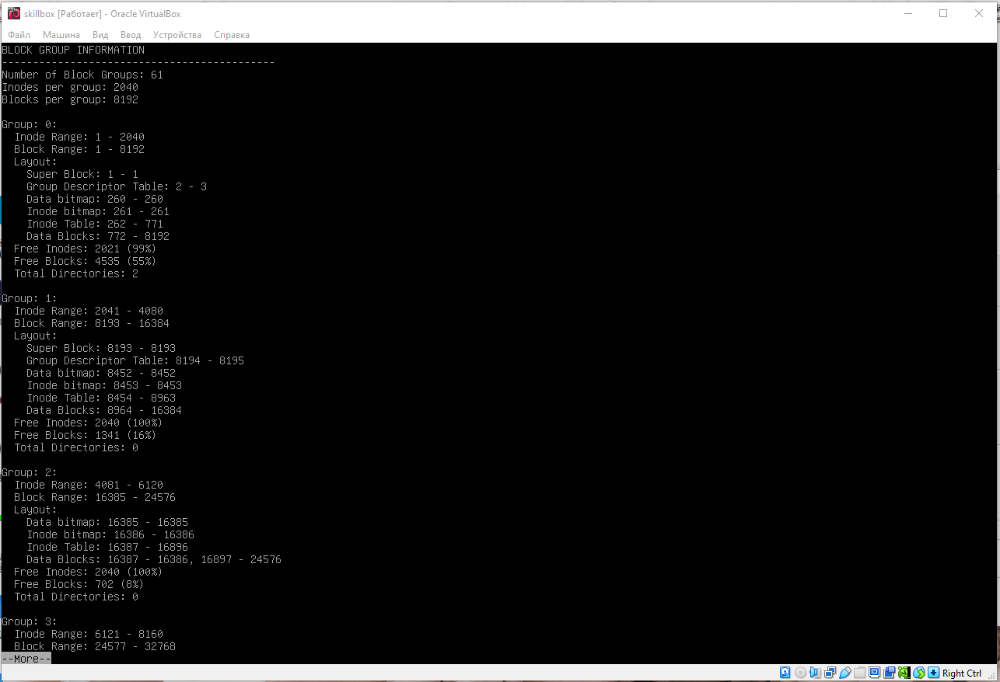 skillbox [Работает] - Oracle VirtualBox
Файл Машина Вид Ввод Устройства Справка
BLOCK GROUP INFORMATION
--------------------------------------------
Number of Block Groups: 61
Inodes per group: 2040
Blocks per group: 8192

Group: 0:
  Inode Range: 1 - 2040
  Block Range: 1 - 8192
  Layout:
    Super Block: 1 - 1
    Group Descriptor Table: 2 - 3
    Data bitmap: 260 - 260
    Inode bitmap: 261 - 261
    Inode Table: 262 - 771
    Data Blocks: 772 - 8192
  Free Inodes: 2021 (99%)
  Free Blocks: 4535 (55%)
  Total Directories: 2

Group: 1:
  Inode Range: 2041 - 4080
  Block Range: 8193 - 16384
  Layout:
    Super Block: 8193 - 8193
    Group Descriptor Table: 8194 - 8195
    Data bitmap: 8452 - 8452
    Inode bitmap: 8453 - 8453
    Inode Table: 8454 - 8963
    Data Blocks: 8964 - 16384
  Free Inodes: 2040 (100%)
  Free Blocks: 1341 (16%)
  Total Directories: 0

Group: 2:
  Inode Range: 4081 - 6120
  Block Range: 16385 - 24576
  Layout:
    Data bitmap: 16385 - 16385
    Inode bitmap: 16386 - 16386
    Inode Table: 16387 - 16896
    Data Blocks: 16387 - 16386, 16897 - 24576
  Free Inodes: 2040 (100%)
  Free Blocks: 702 (8%)
  Total Directories: 0

Group: 3:
  Inode Range: 6121 - 8160
  Block Range: 24577 - 32768
--More--
Right Ctrl